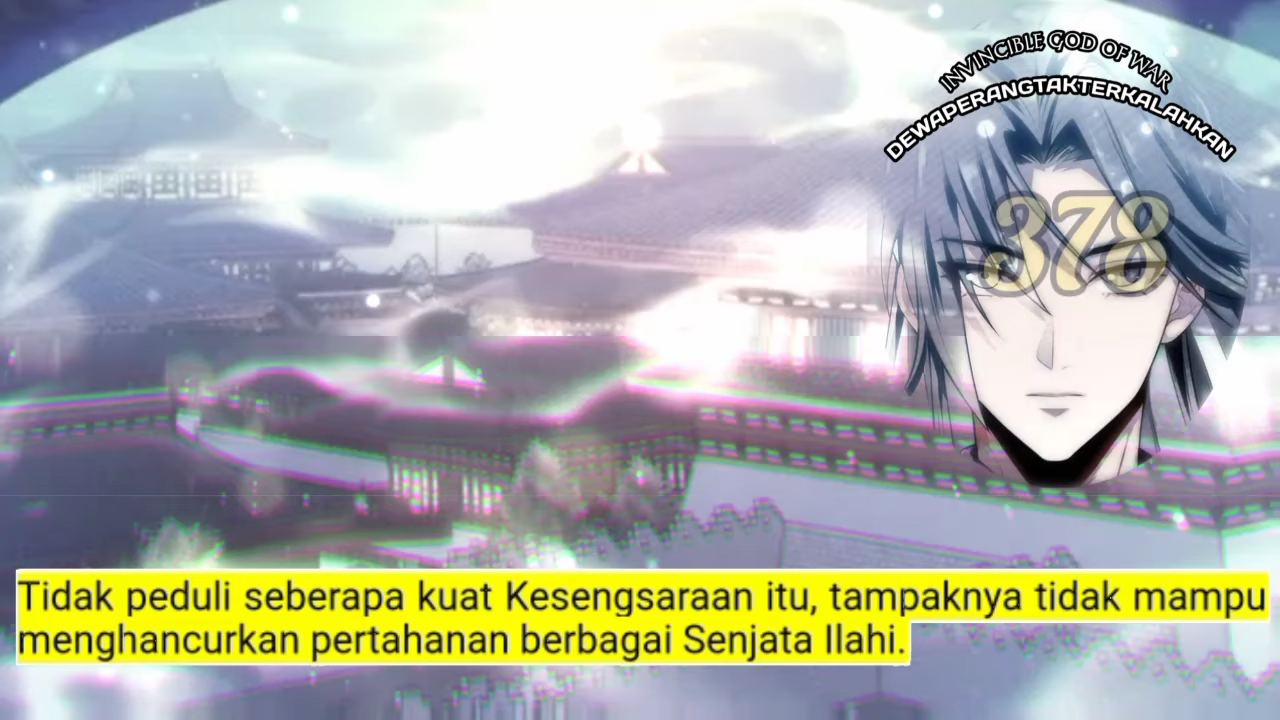 INVINCIBLE GOD OF WAR
DEWAPERANGTAKTERKALAHKAN
378
Tidak peduli seberapa kuat Kesengsaraan itu, tampaknya tidak mampu
menghancurkan pertahanan berbagai Senjata Ilahi.